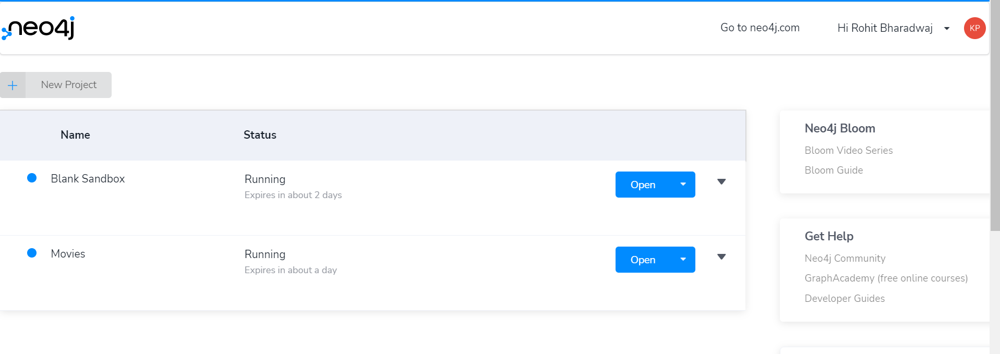 neo4j
Go to neo4j.com
Hi Rohit Bharadwaj
KP
+ New Project
Name Status
Blank Sandbox Running Open
Expires in about 2 days
Movies Running Open
Expires in about a day
Neo4j Bloom
Bloom Video Series
Bloom Guide
Get Help
Neo4j Community
GraphAcademy (free online courses)
Developer Guides